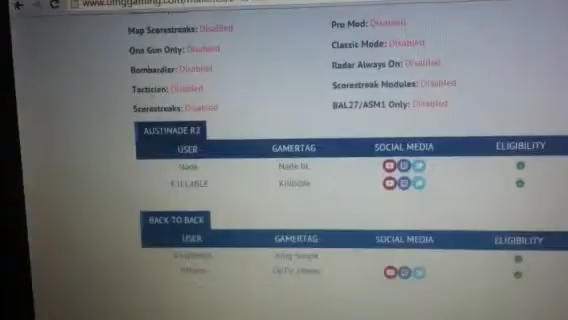 www.umggaming.com/
Map Scorestreaks: Disabled
Pro Mod: Disabled
One Gun Only: Disabled
Classic Mode: Disabled
Bombardier: Disabled
Radar Always On: Disabled
Tactician: Disabled
Scorestreak Modules: Disabled
Scorestreaks: Disabled
BAL27/ASM1 Only: Disabled
AUSTINADE R2
USER GAMERTAG SOCIAL MEDIA ELIGIBILITY
Nade Nade
KiLLaBLE Killable
BACK TO BACK
USER GAMERTAG SOCIAL MEDIA ELIGIBILITY
OpTic